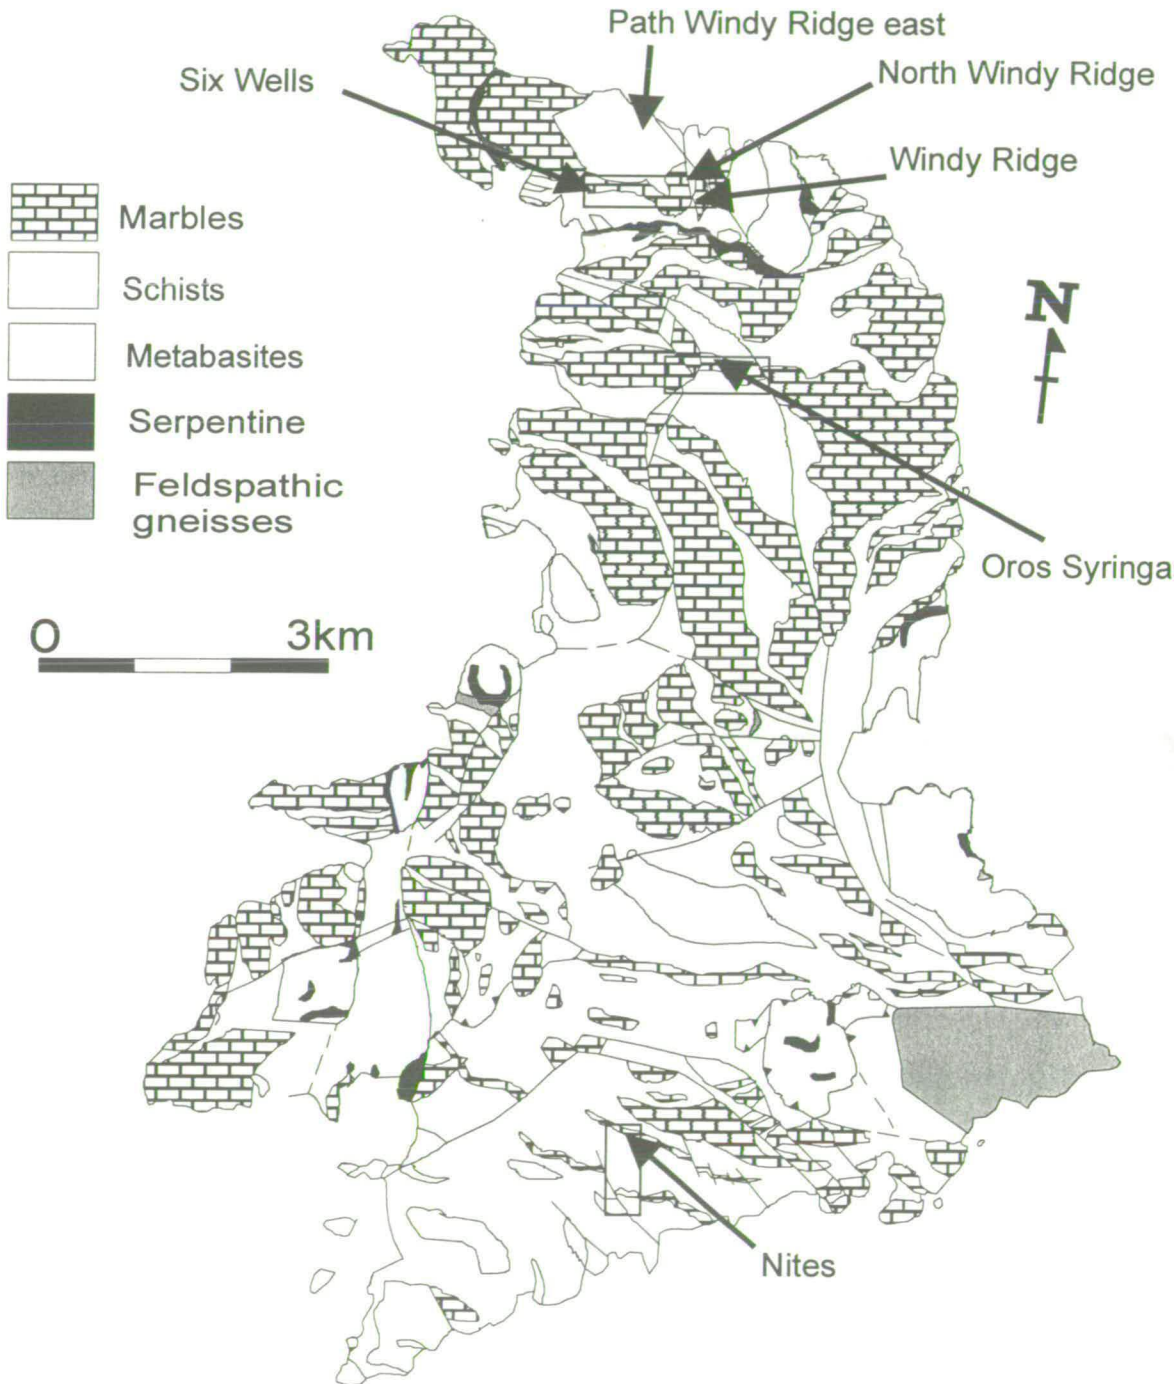 Path Windy Ridge east
Six Wells
North Windy Ridge
Windy Ridge
Marbles
Schists
Metabasites
Serpentine
Feldspathic
gneisses
N
Oros Syringa
0 3km
Nites